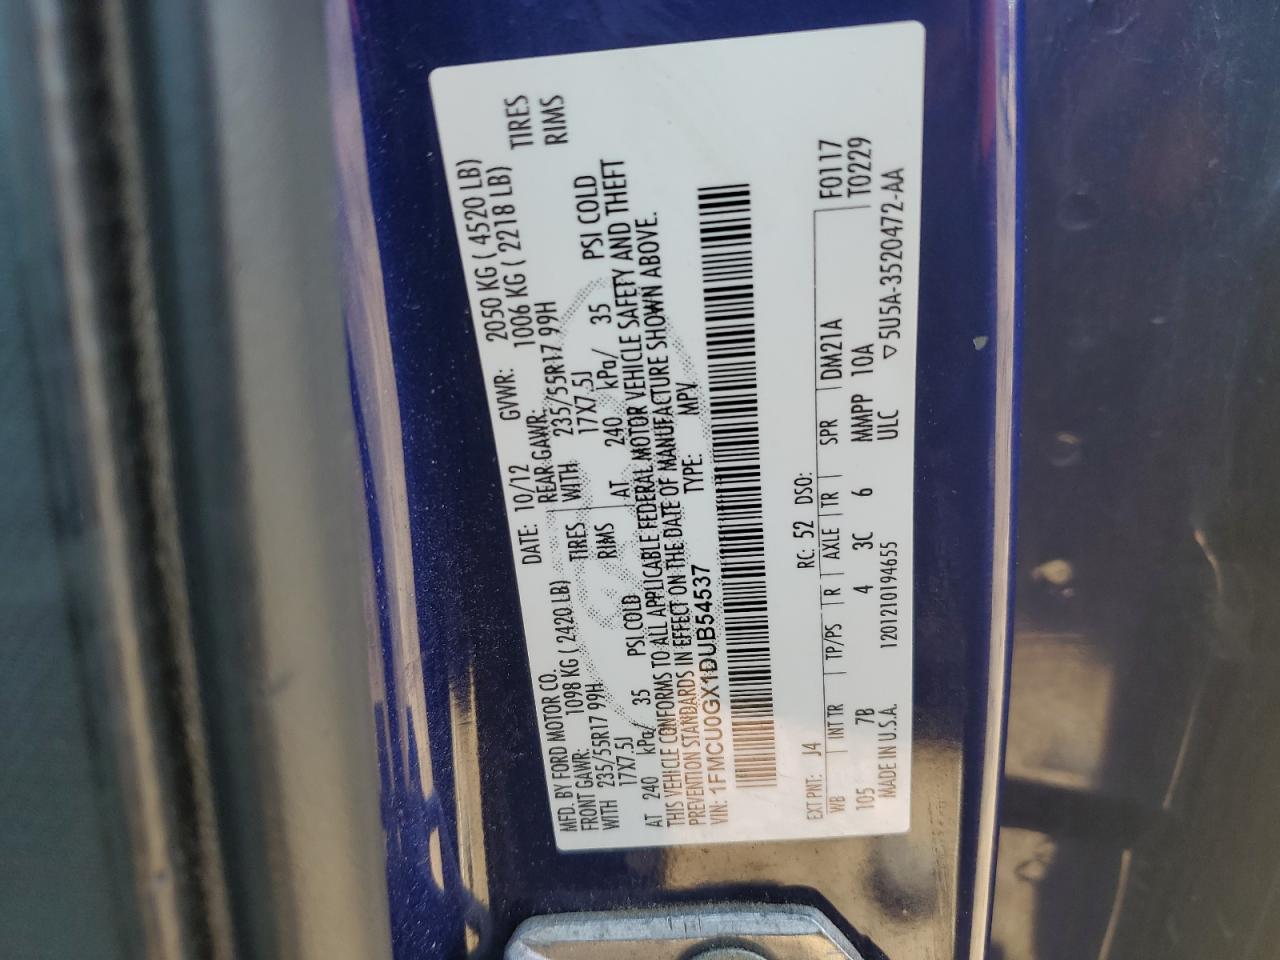 MFD. BY FORD MOTOR CO.
DATE: 10/12 GVWR: 2050 KG ( 4520 LB)
FRONT GAWR: 1098 KG ( 2420 LB) REAR GAWR: 1006 KG ( 2218 LB)
WITH 235/55R17 99H TIRES WITH 235/55R17 99H TIRES
17X7.5J RIMS 17X7.5J RIMS
AT 240 kPa/ 35 PSI COLD AT 240 kPa/ 35 PSI COLD
THIS VEHICLE CONFORMS TO ALL APPLICABLE FEDERAL MOTOR VEHICLE SAFETY AND THEFT
PREVENTION STANDARDS IN EFFECT ON THE DATE OF MANUFACTURE SHOWN ABOVE.
VIN: 1FMCU0GX1DUB54537 TYPE: MPV
EXT PNT: J4 RC: 52 DSO: F0117
WB INT TR TP/PS R AXLE TR SPR DM21A T0229
105 7B 4 3C 6 MMPP 10A
MADE IN U.S.A. 1201210194655 ULC ▽ 5U5A-3520472-AA